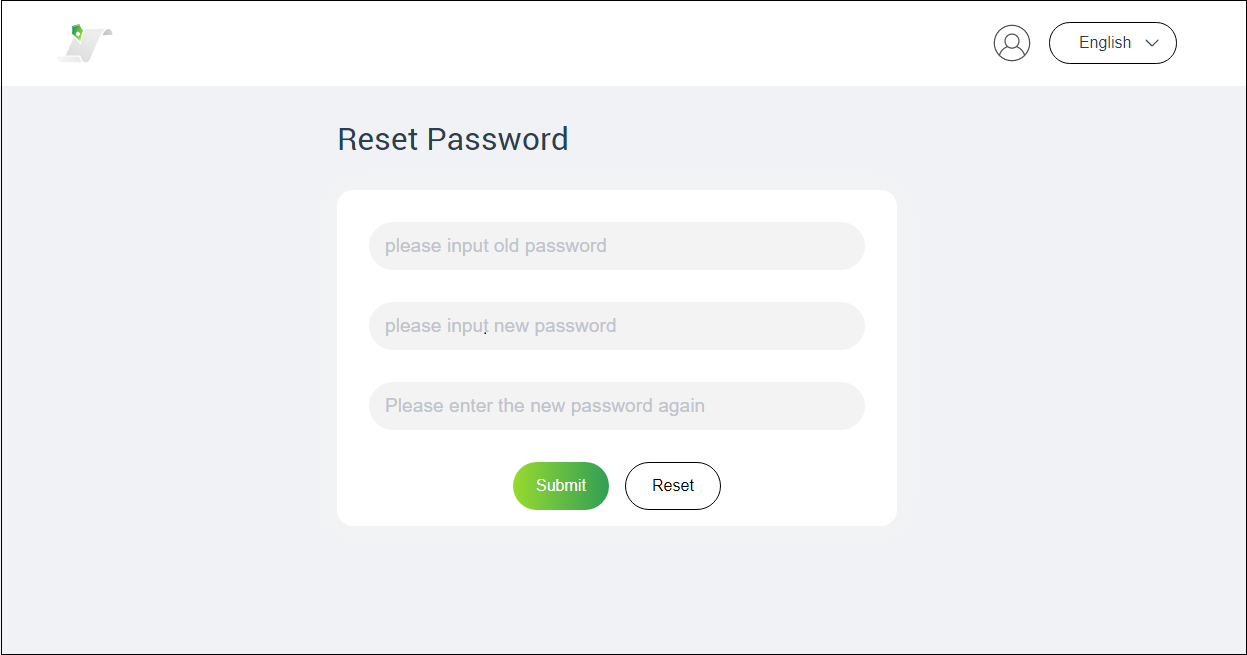 English
Reset Password
please input old password
please input new password
Please enter the new password again
Submit Reset